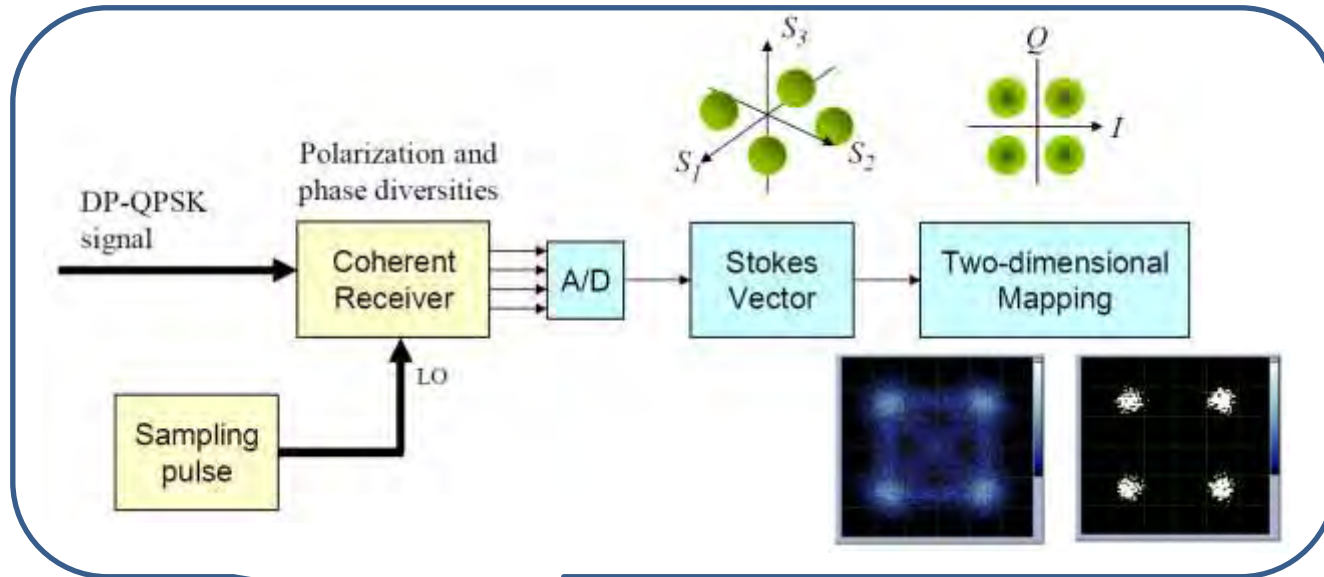 S3
Q
I
S1
S2
Polarization and
phase diversities
DP-QPSK
signal
Coherent
Receiver
A/D
Stokes
Vector
Two-dimensional
Mapping
LO
Sampling
pulse